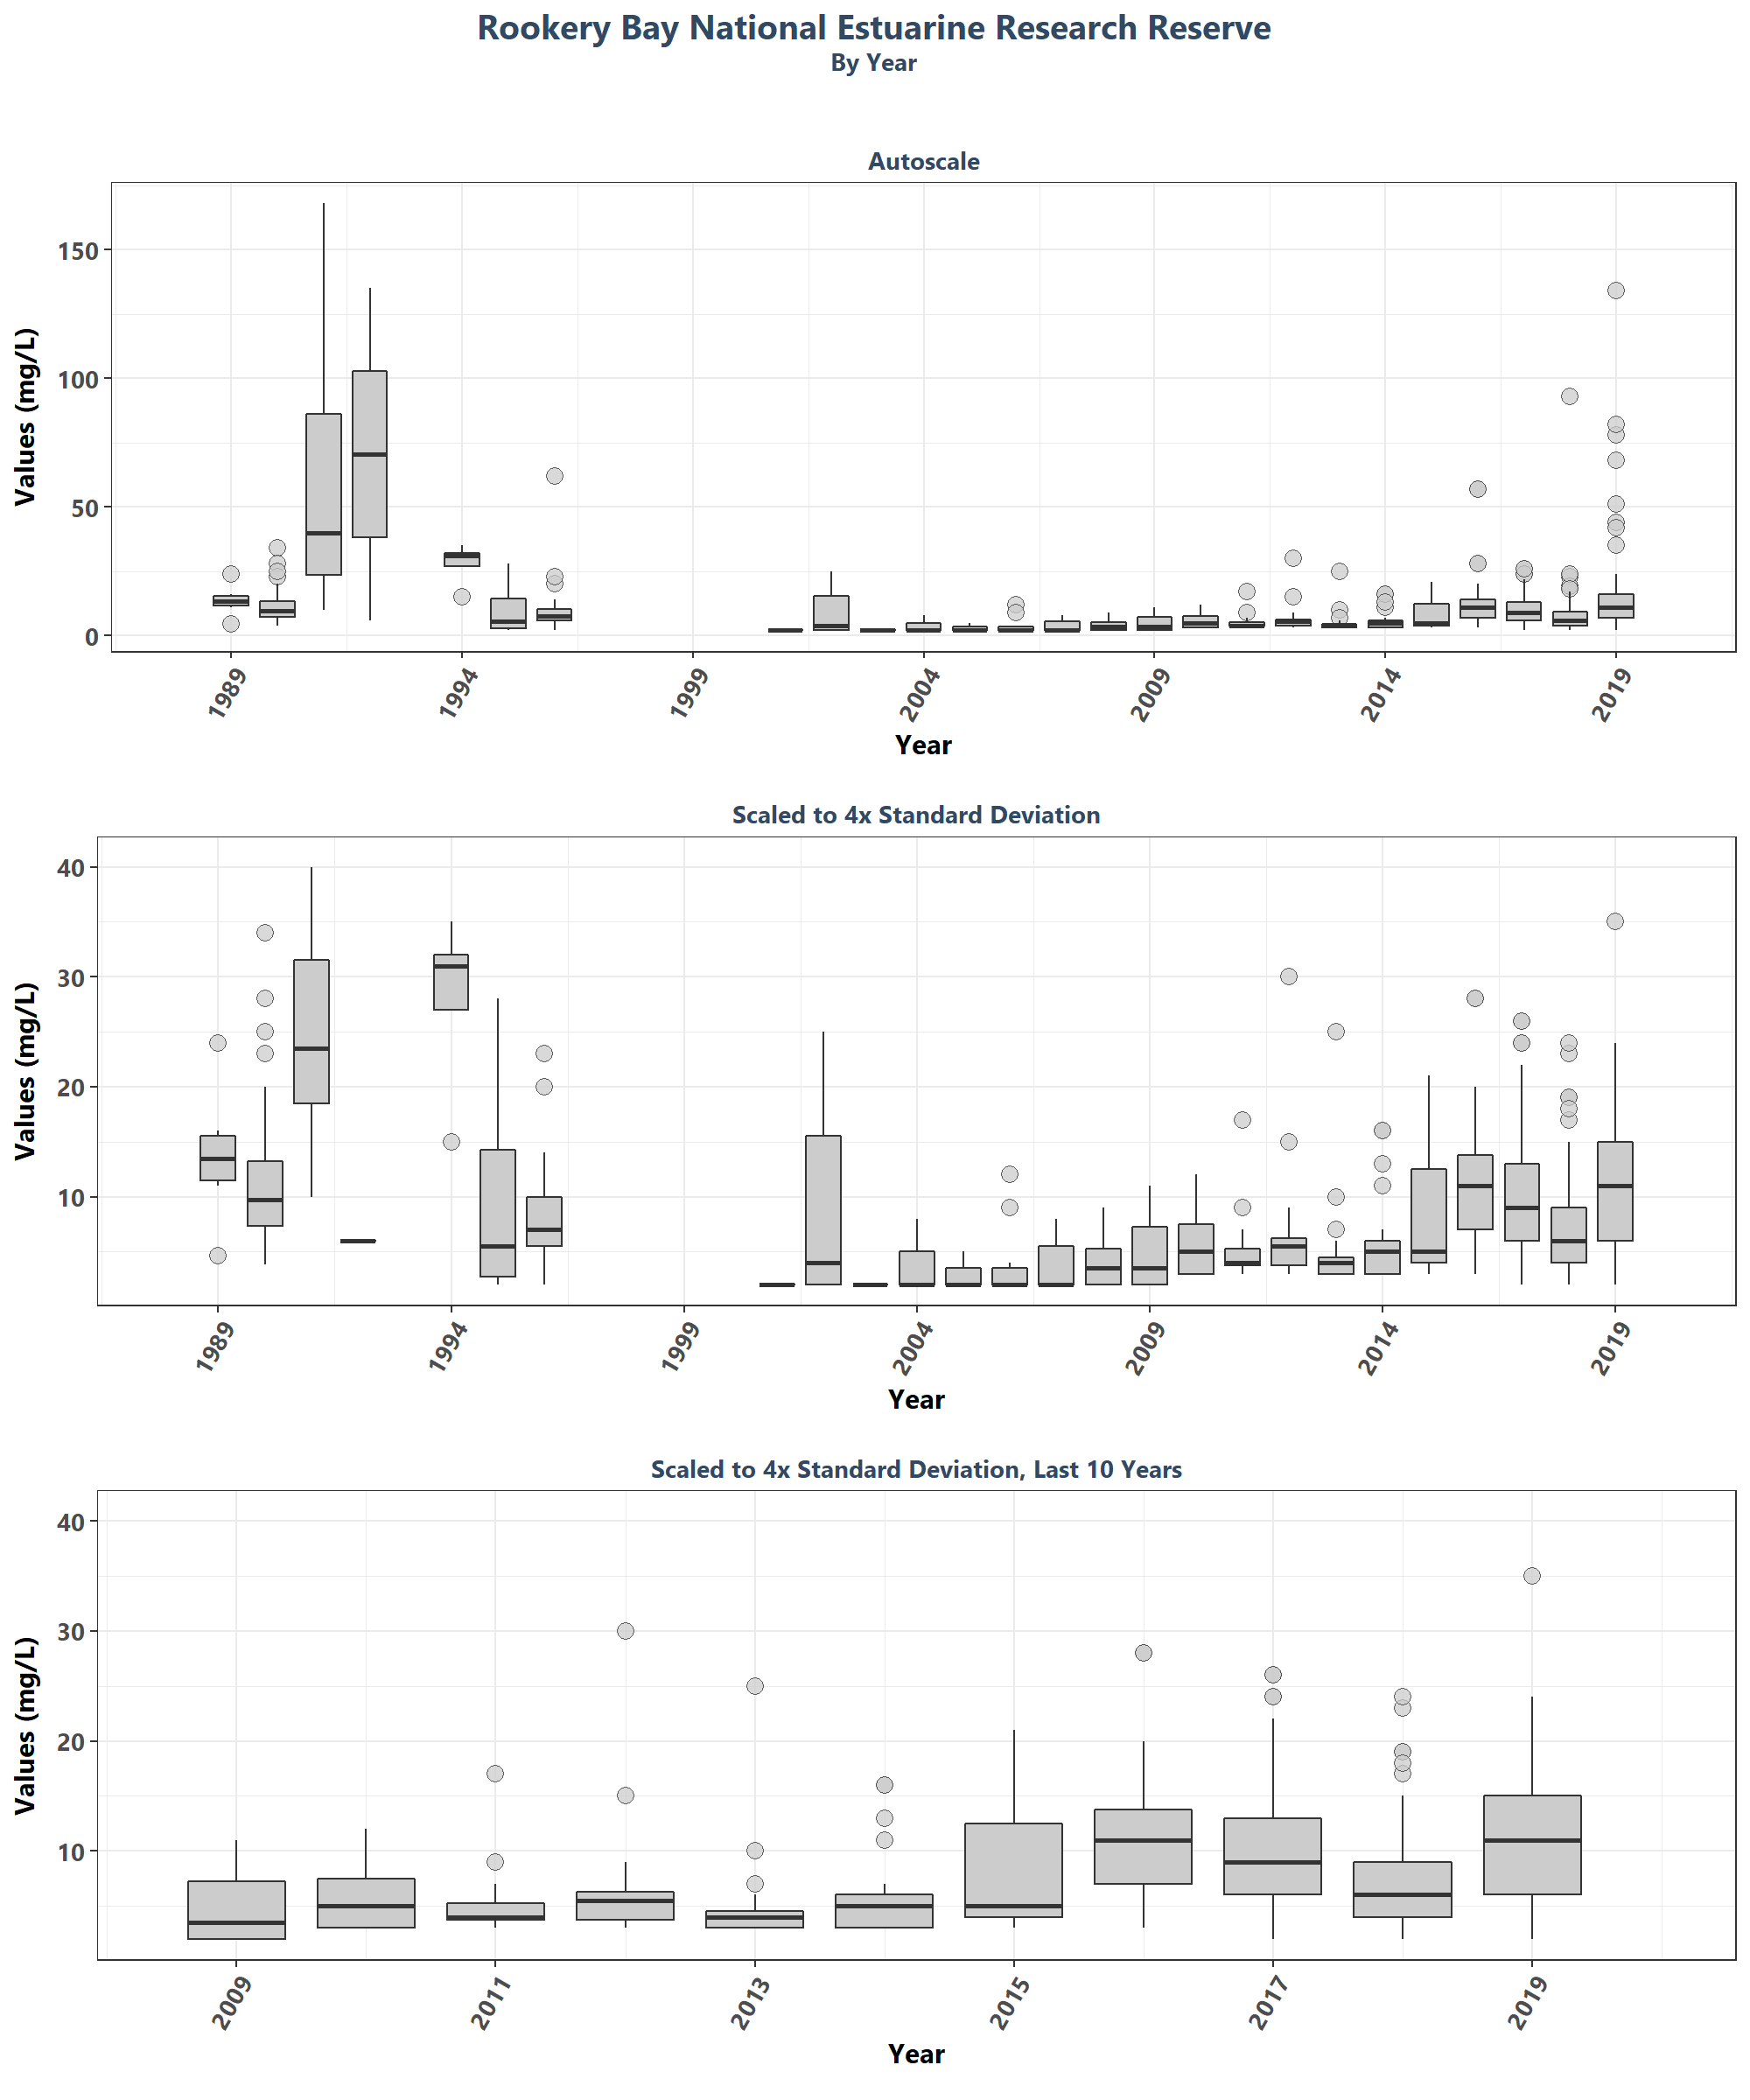 Rookery Bay National Estuarine Research Reserve
By Year
Autoscale
Values (mg/L)
150
100
50
0
1989
1994
1999
2004
2009
2014
2019
Year
Scaled to 4x Standard Deviation
Values (mg/L)
40
30
20
10
1989
1994
1999
2004
2009
2014
2019
Year
Scaled to 4x Standard Deviation, Last 10 Years
Values (mg/L)
40
30
20
10
2009
2011
2013
2015
2017
2019
Year